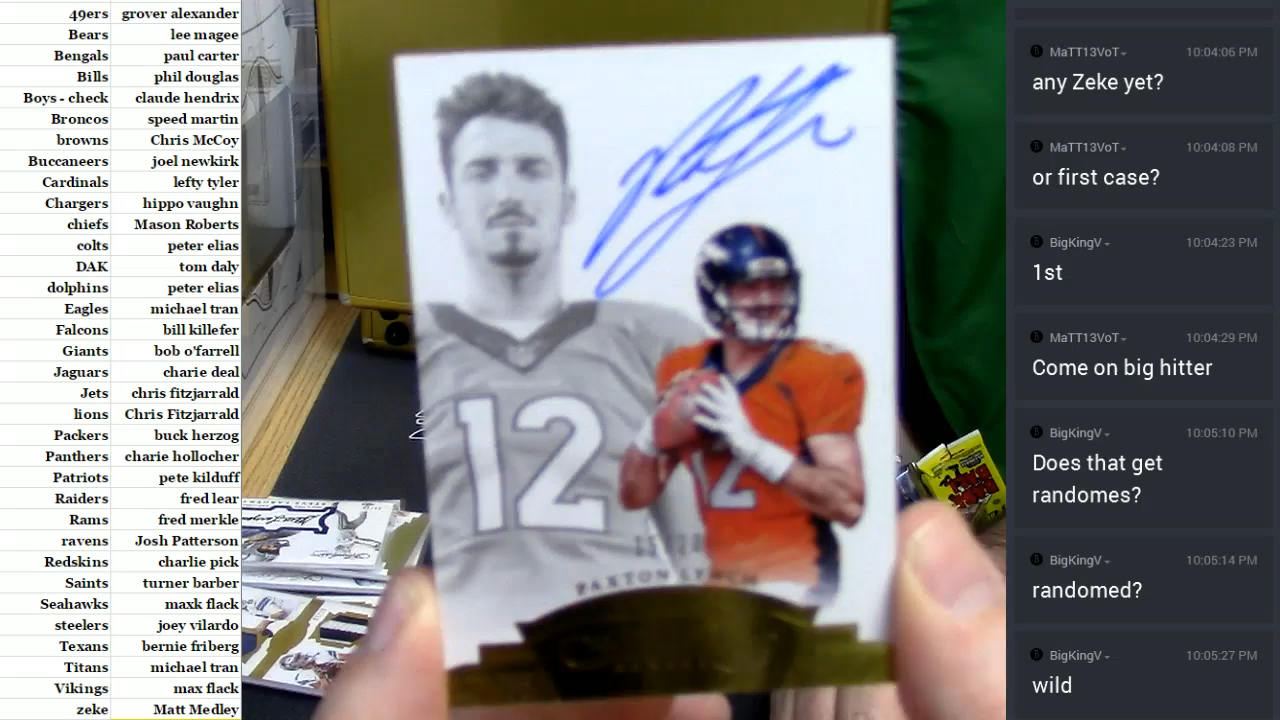 49ers grover alexander
Bears lee magee
Bengals paul carter
Bills phil douglas
Boys - check claude hendrix
Broncos speed martin
browns Chris McCoy
Buccaneers joel newkirk
Cardinals lefty tyler
Chargers hippo vaughn
chiefs Mason Roberts
colts peter elias
DAK tom daly
dolphins peter elias
Eagles michael tran
Falcons bill killefer
Giants bob o'farrell
Jaguars charie deal
Jets chris fitzjarrald
lions Chris Fitzjarrald
Packers buck herzog
Panthers charie hollocher
Patriots pete kilduff
Raiders fred lear
Rams fred merkle
ravens Josh Patterson
Redskins charlie pick
Saints turner barber
Seahawks maxk flack
steelers joey vilardo
Texans bernie friberg
Titans michael tran
Vikings max flack
zeke Matt Medley
12
12
PAXTON LYNCH
MaTT13VoT 10:04:06 PM
any Zeke yet?
MaTT13VoT 10:04:08 PM
or first case?
BigKingV 10:04:23 PM
1st
MaTT13VoT 10:04:29 PM
Come on big hitter
BigKingV 10:05:10 PM
Does that get
randomes?
BigKingV 10:05:14 PM
randomed?
BigKingV 10:05:27 PM
wild